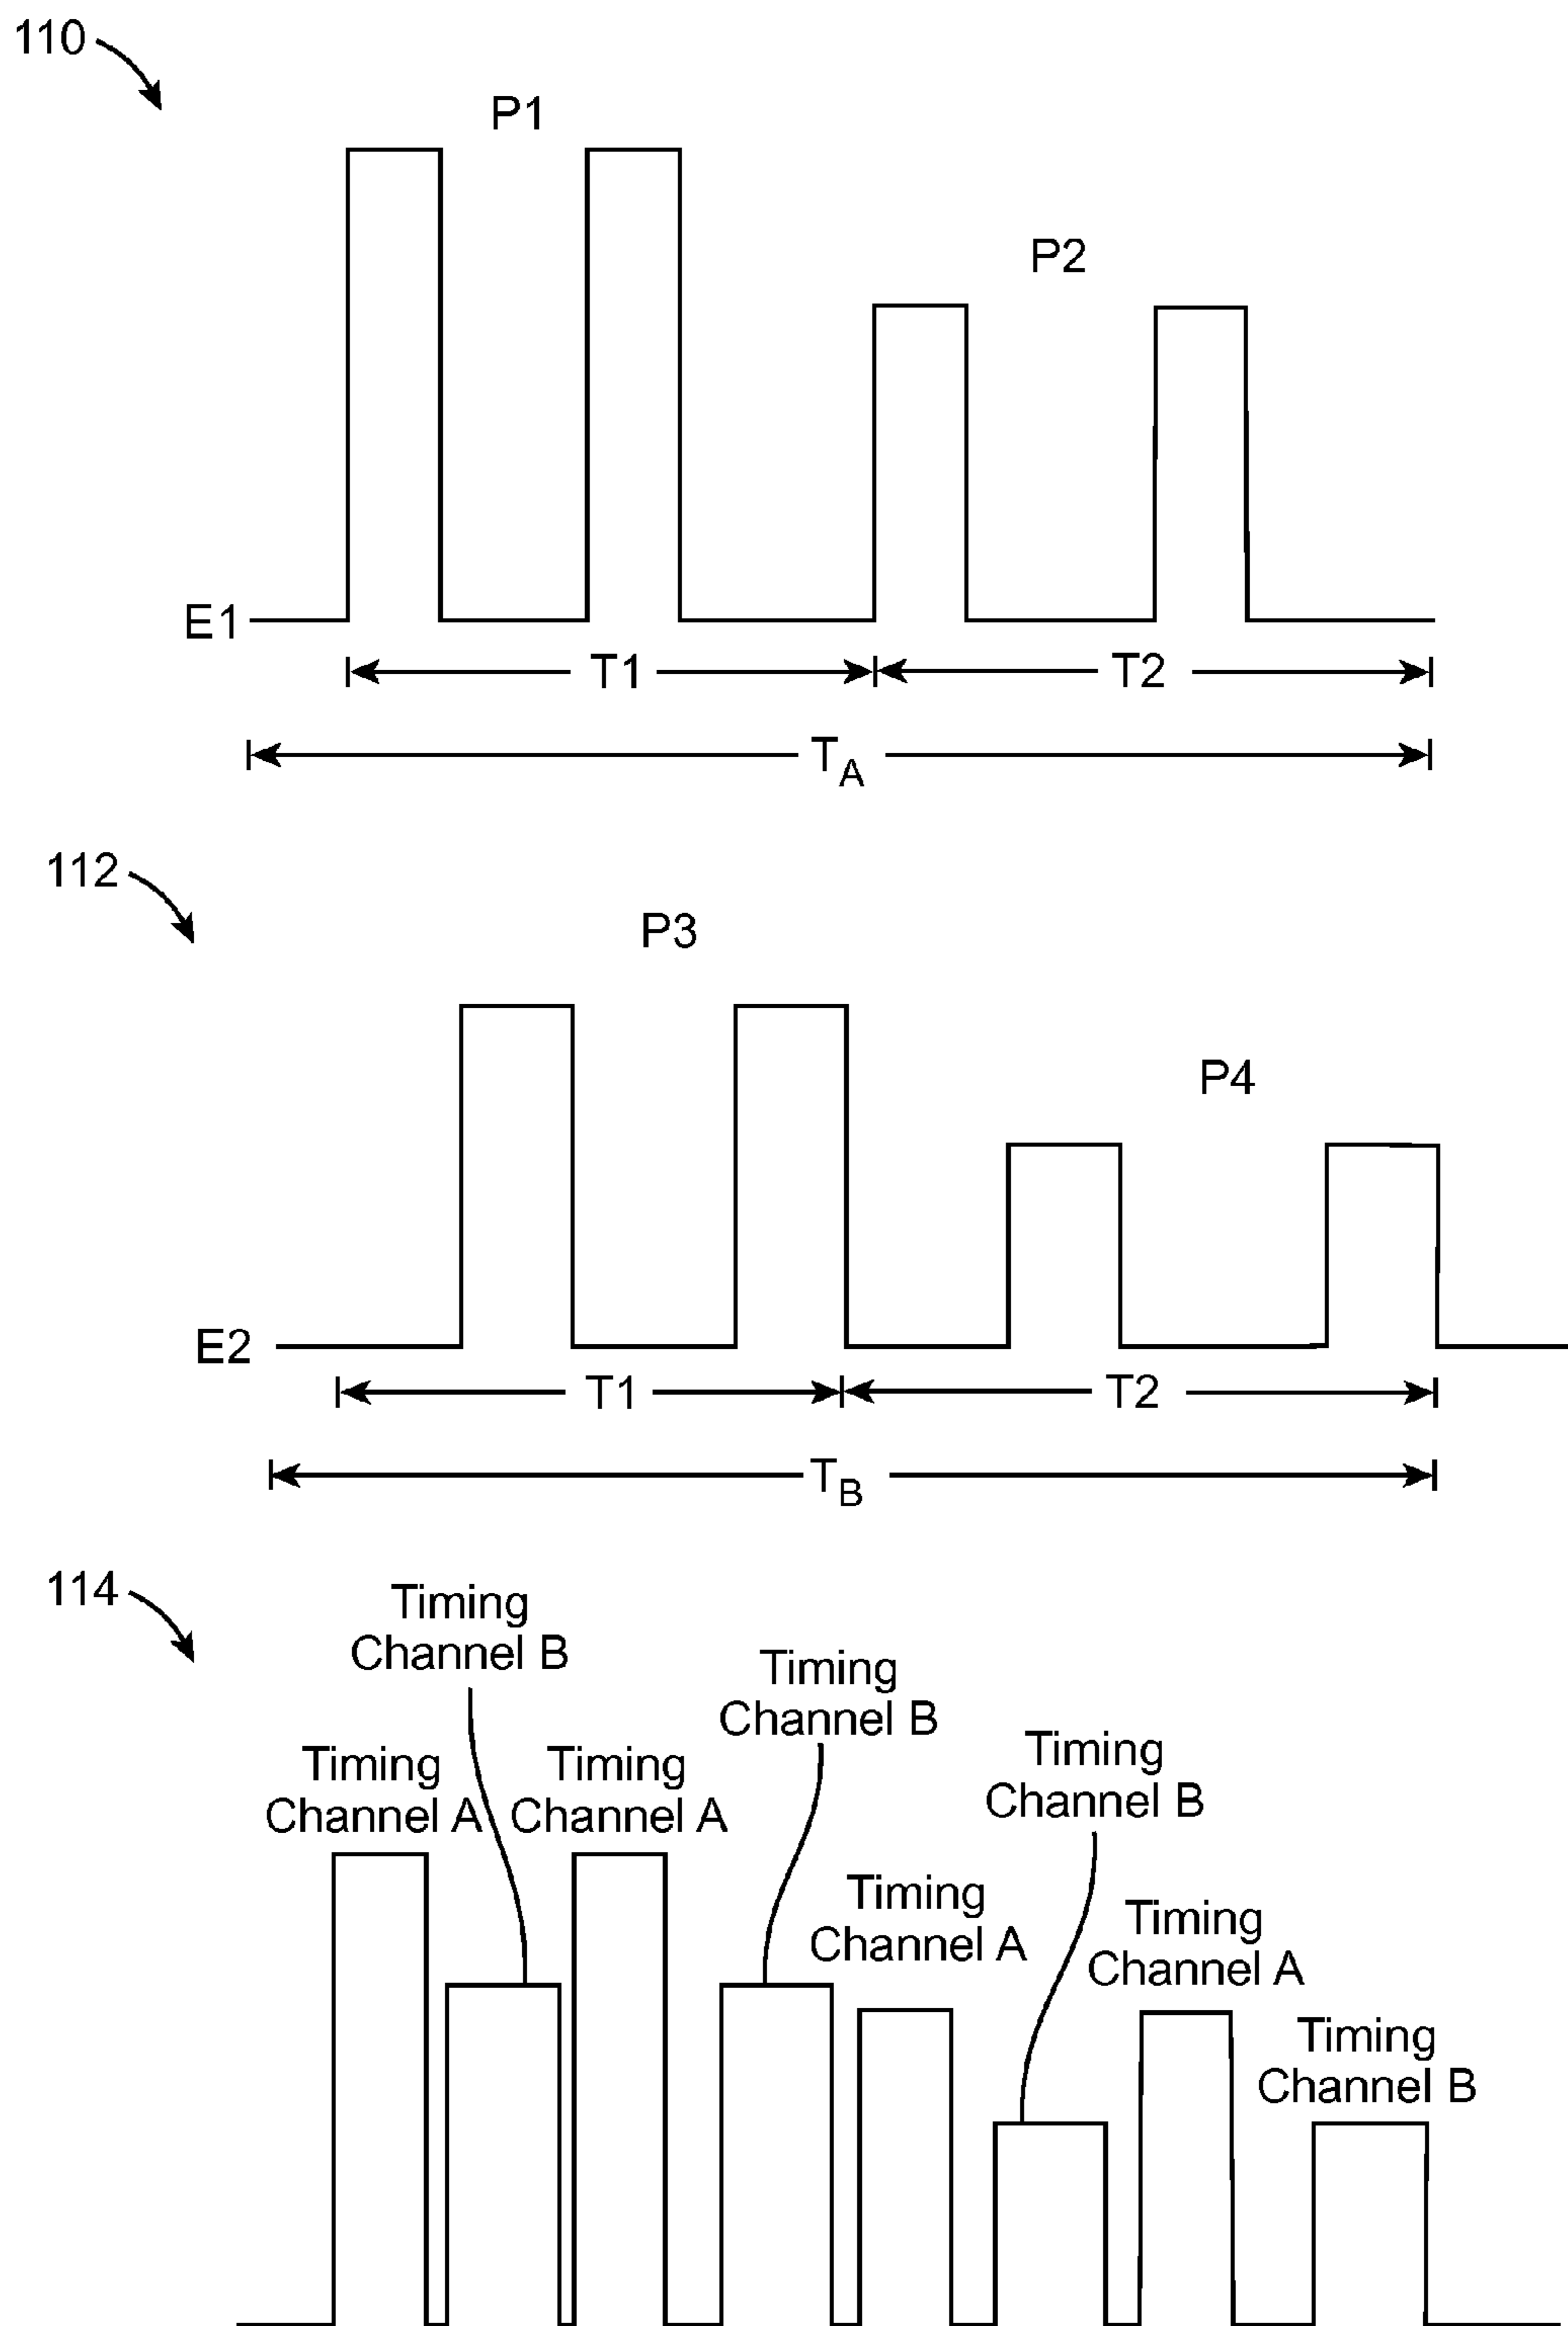 110
P1
P2
E1
T1
T2
TA
112
P3
P4
E2
T1
T2
TB
114
Timing
Channel B
Timing
Channel B
Timing
Channel B
Timing
Channel A
Timing
Channel A
Timing
Channel A
Timing
Channel A
Timing
Channel B